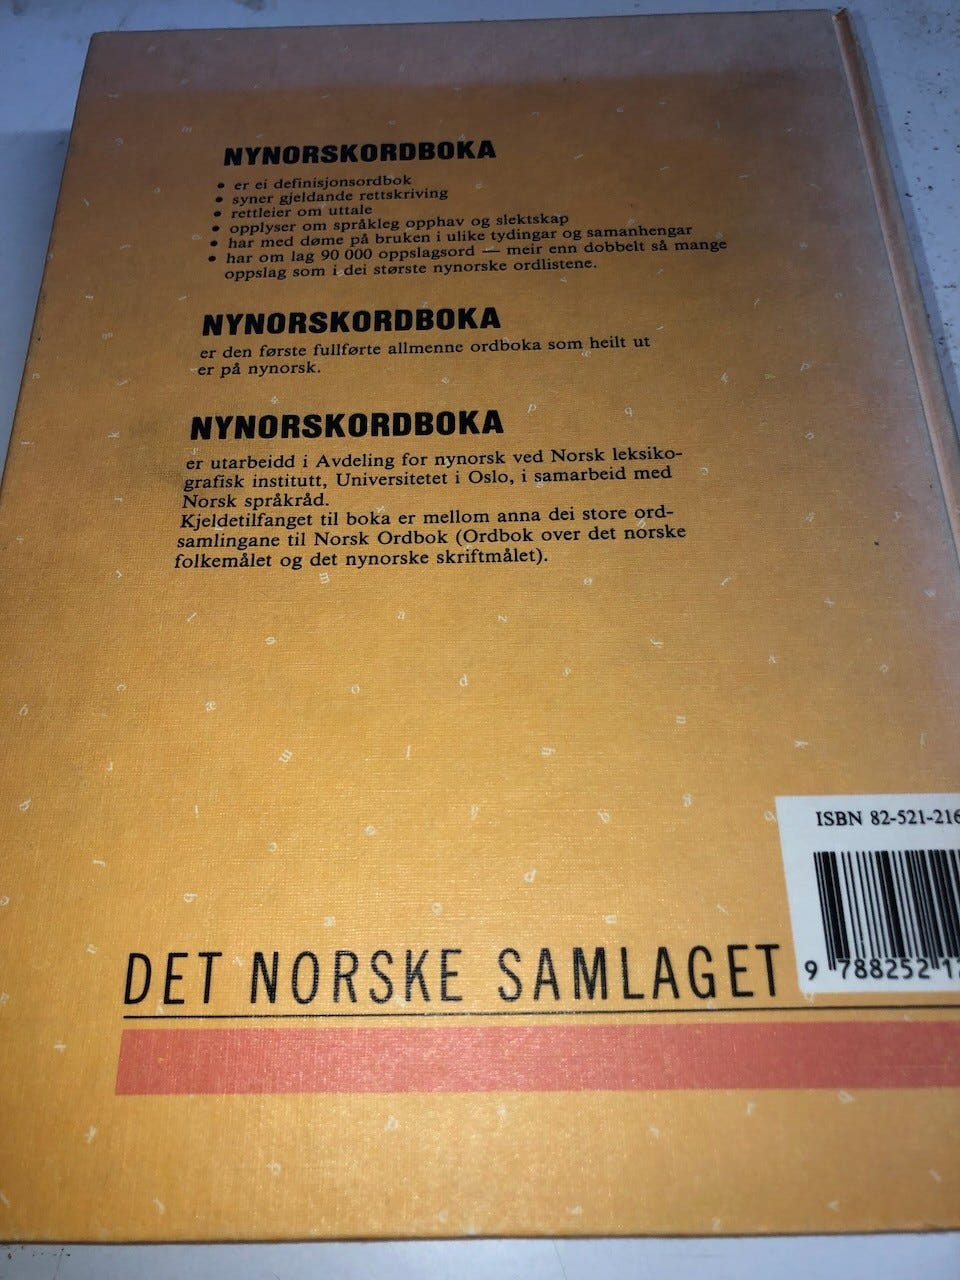 NYNORSKORDBOKA
• er ei definisjonsordbok
• syner gjeldande rettskriving
• rettleier om uttale
• opplyser om språkleg opphav og slektskap
• har med døme på bruken i ulike tydingar og samanhengar
• har om lag 90 000 oppslagsord — meir enn dobbelt så mange
oppslag som i dei største nynorske ordlistene.
NYNORSKORDBOKA
er den første fullførte allmenne ordboka som heilt ut
er på nynorsk.
NYNORSKORDBOKA
er utarbeidd i Avdeling for nynorsk ved Norsk leksiko-
grafisk institutt, Universitetet i Oslo, i samarbeid med
Norsk språkråd.
Kjeldetilfanget til boka er mellom anna dei store ord-
samlingane til Norsk Ordbok (Ordbok over det norske
folkemålet og det nynorske skriftmålet).
ISBN 82-521-216
9 788252 12
DET NORSKE SAMLAGET